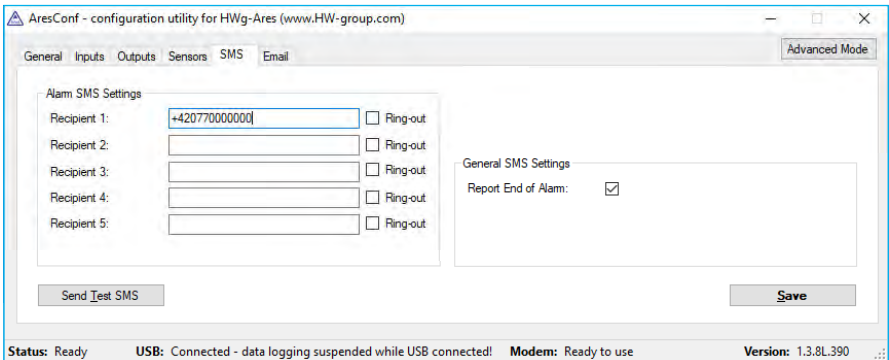 AresConf - configuration utility for HWg-Ares (www.HW-group.com)
Advanced Mode
General Inputs Outputs Sensors SMS Email
Alarm SMS Settings
Recipient 1: +420770000000 Ring-out
Recipient 2: Ring-out
Recipient 3: Ring-out
Recipient 4: Ring-out
Recipient 5: Ring-out
General SMS Settings
Report End of Alarm:
Send Test SMS
Save
Status: Ready USB: Connected - data logging suspended while USB connected! Modem: Ready to use Version: 1.3.8L.390